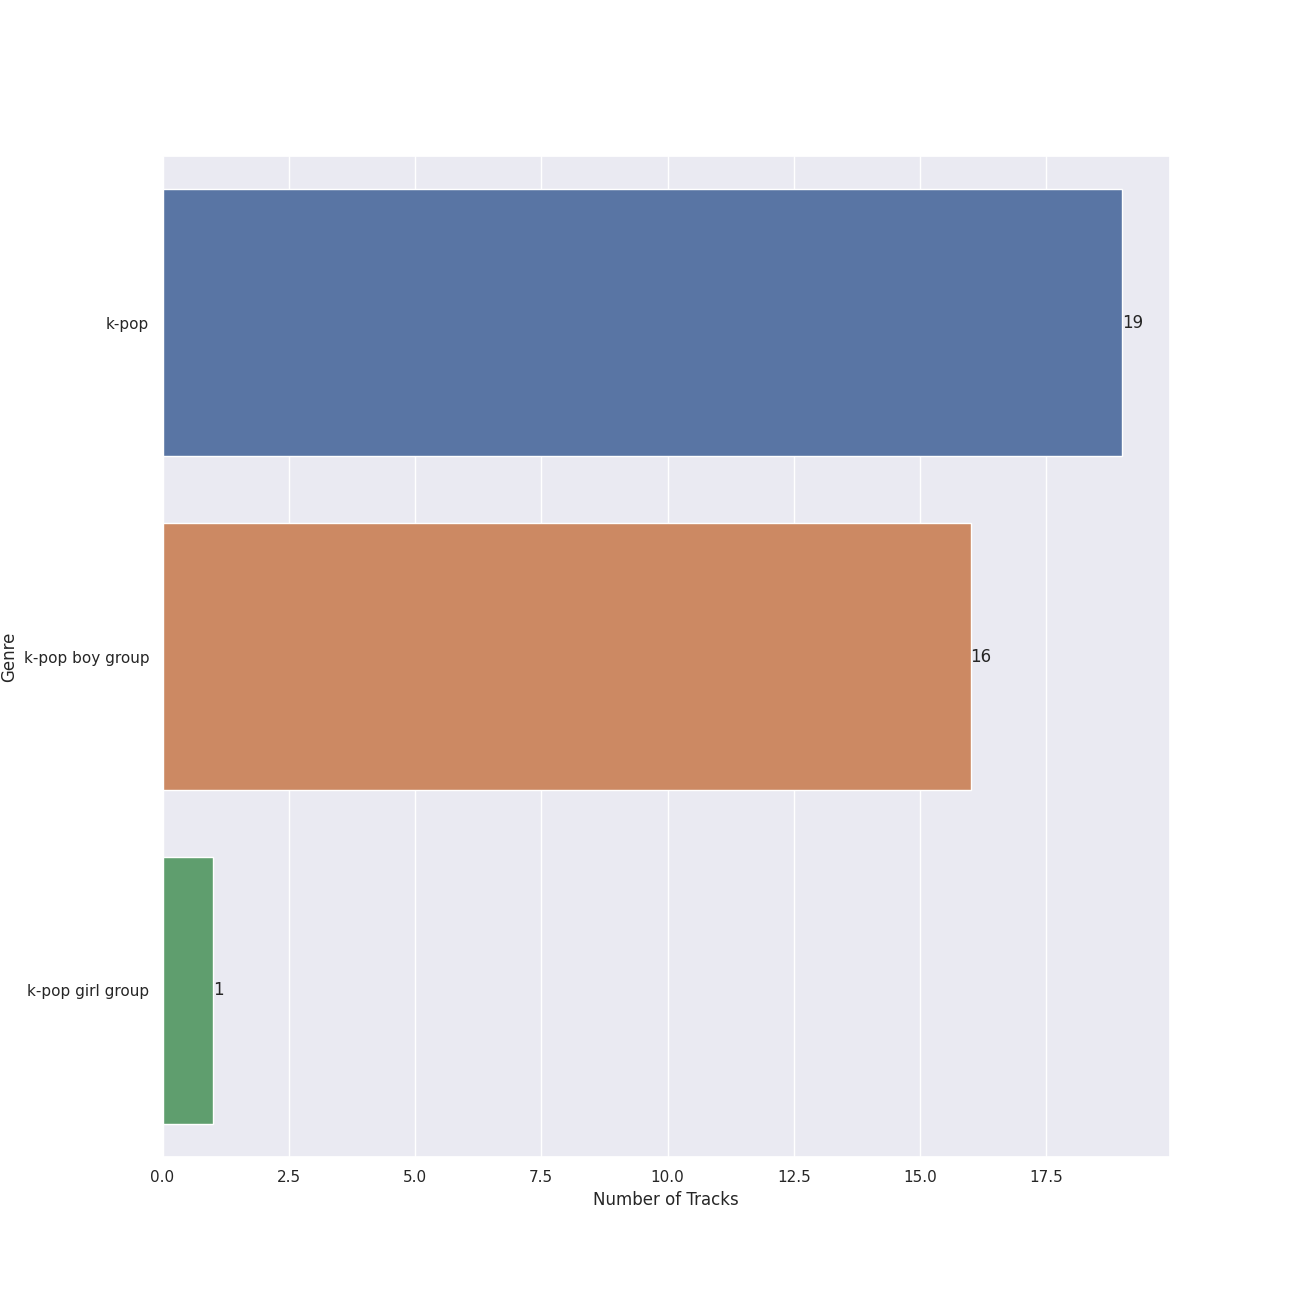 k-pop
19
Genre
k-pop boy group
16
k-pop girl group
1
0.0 2.5 5.0 7.5 10.0 12.5 15.0 17.5
Number of Tracks